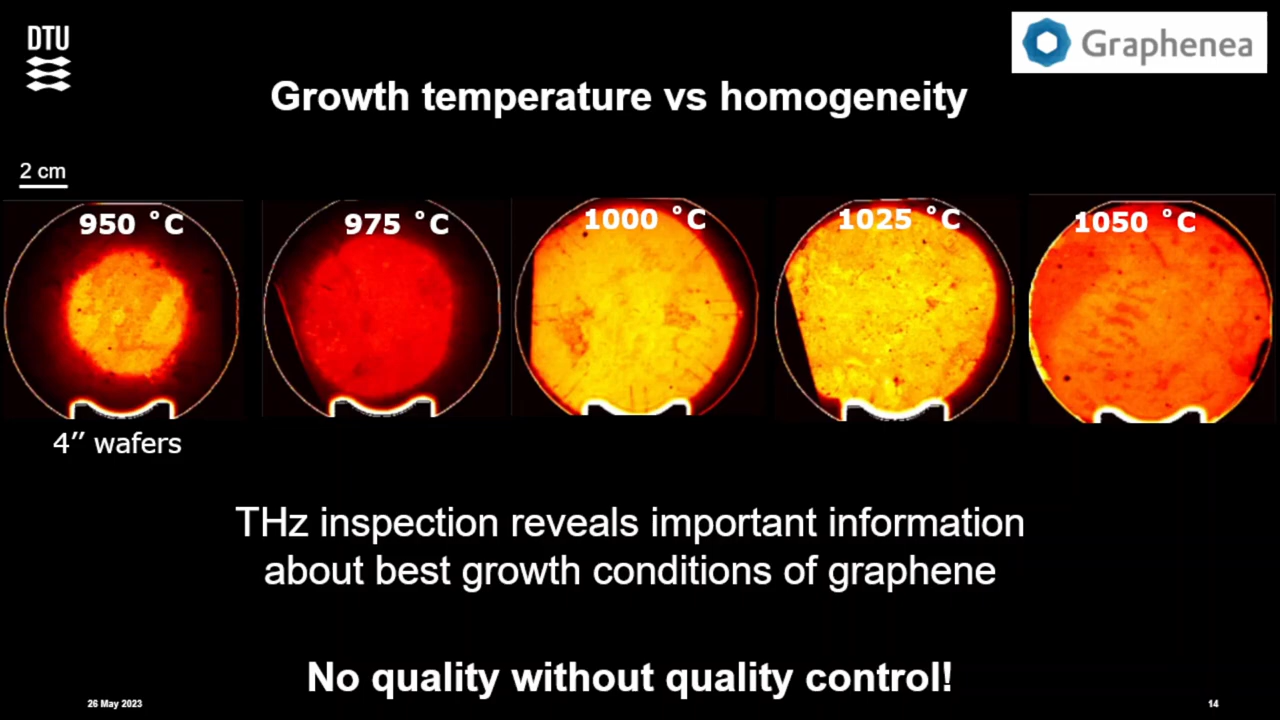 DTU
Graphenea
Growth temperature vs homogeneity
2 cm
950 °C
975 °C
1000 °C
1025 °C
1050 °C
4″ wafers
THz inspection reveals important information
about best growth conditions of graphene
No quality without quality control!
26 May 2023
14